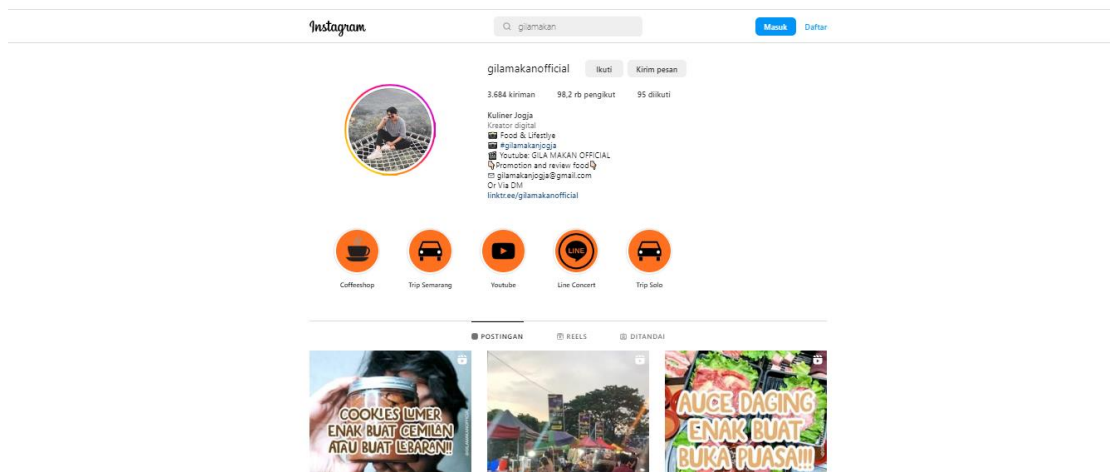 Instagram
gilamakan
Masuk Daftar
gilamakanofficial Ikuti Kirim pesan
3.684 kiriman 98,2 rb pengikut 95 diikuti
Kuliner Jogja
Kreator digital
Food & Lifestlye
#gilamakanjogja
Youtube: GILA MAKAN OFFICIAL
Promotion and review food
gilamakanjogja@gmail.com
Or Via DM
linktr.ee/gilamakanofficial
LINE
Coffeeshop Trip Semarang Youtube Line Concert Trip Solo
POSTINGAN REELS DITANDAI
COOKIES LUMER
ENAK BUAT CEMILAN
ATAU BUAT LEBARAN!!
AUCE DAGING
ENAK BUAT
BUKA PUASA!!!